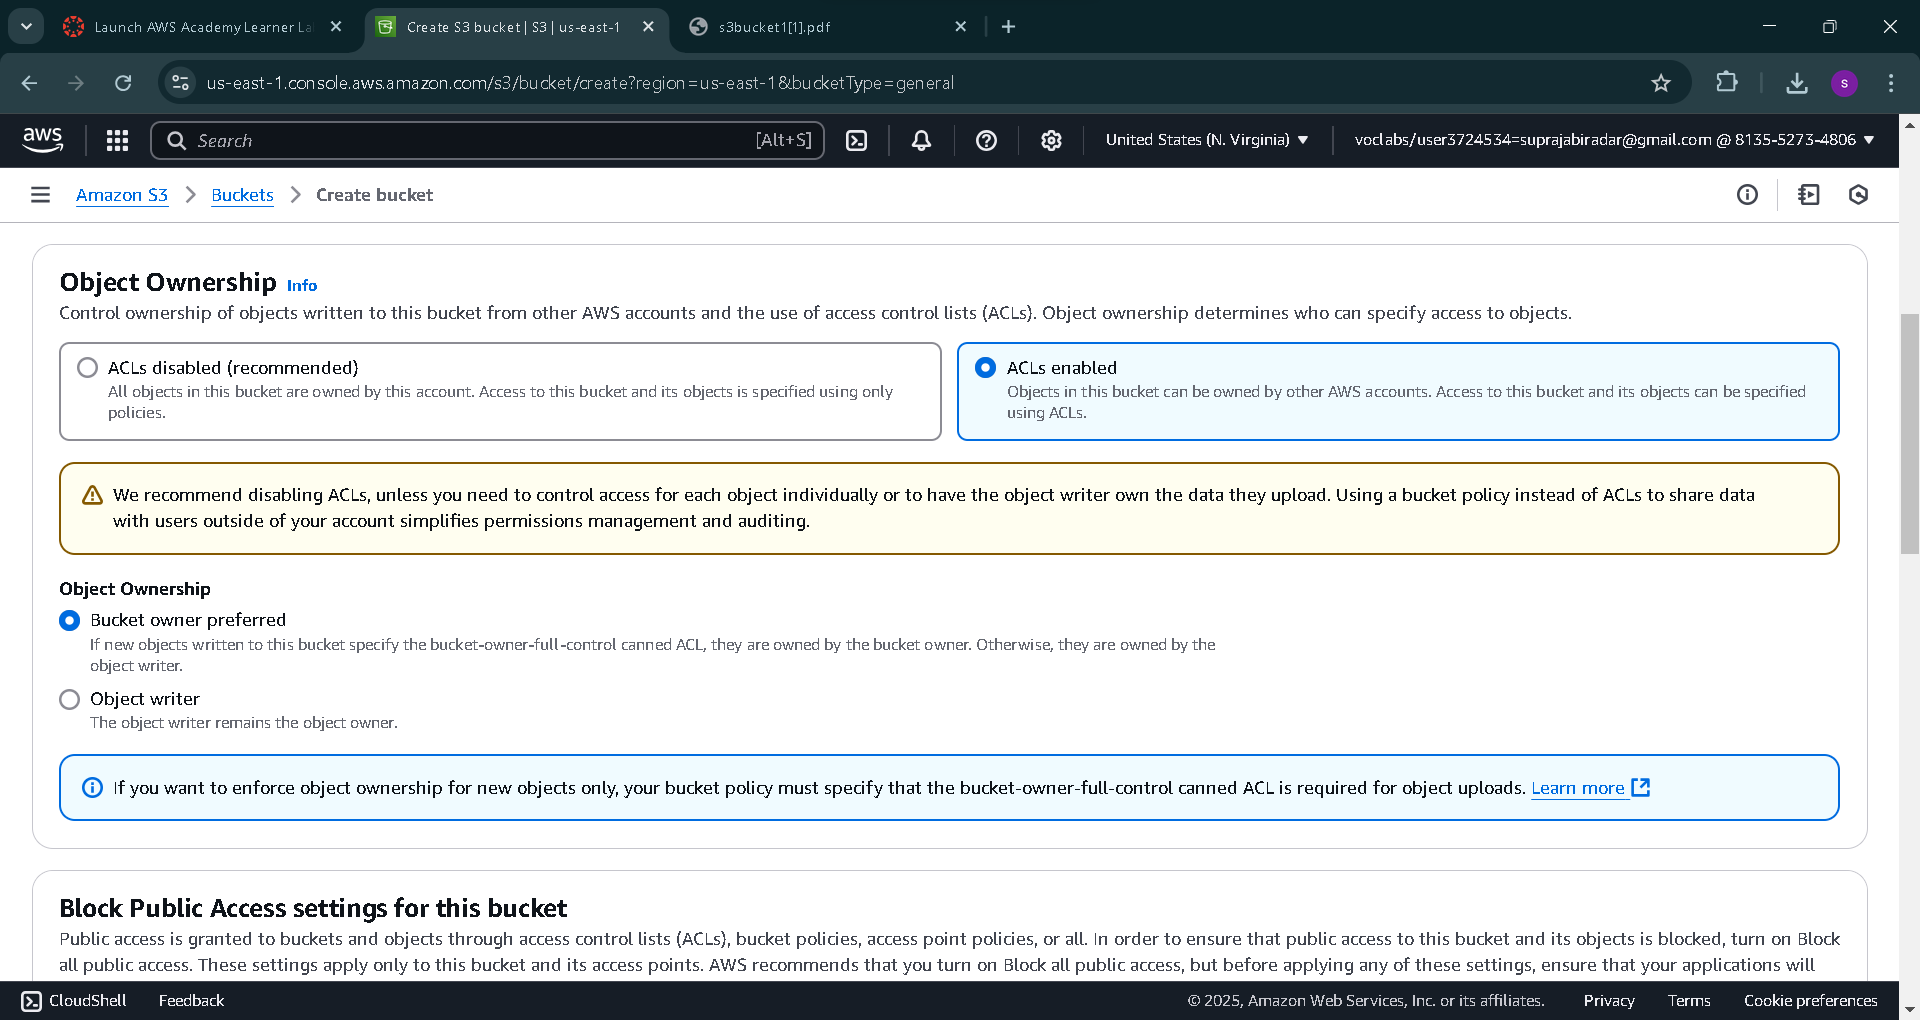 Launch AWS Academy Learner La
Create S3 bucket | S3 | us-east-1
s3bucket1[1].pdf
us-east-1.console.aws.amazon.com/s3/bucket/create?region=us-east-1&bucketType=general
s
aws
Search
[Alt+S]
United States (N. Virginia)
voclabs/user3724534=suprajabiradar@gmail.com @ 8135-5273-4806
Amazon S3
Buckets
Create bucket
Object Ownership Info
Control ownership of objects written to this bucket from other AWS accounts and the use of access control lists (ACLs). Object ownership determines who can specify access to objects.
ACLs disabled (recommended)
All objects in this bucket are owned by this account. Access to this bucket and its objects is specified using only
policies.
ACLs enabled
Objects in this bucket can be owned by other AWS accounts. Access to this bucket and its objects can be specified
using ACLs.
We recommend disabling ACLs, unless you need to control access for each object individually or to have the object writer own the data they upload. Using a bucket policy instead of ACLs to share data
with users outside of your account simplifies permissions management and auditing.
Object Ownership
Bucket owner preferred
If new objects written to this bucket specify the bucket-owner-full-control canned ACL, they are owned by the bucket owner. Otherwise, they are owned by the
object writer.
Object writer
The object writer remains the object owner.
If you want to enforce object ownership for new objects only, your bucket policy must specify that the bucket-owner-full-control canned ACL is required for object uploads. Learn more
Block Public Access settings for this bucket
Public access is granted to buckets and objects through access control lists (ACLs), bucket policies, access point policies, or all. In order to ensure that public access to this bucket and its objects is blocked, turn on Block
all public access. These settings apply only to this bucket and its access points. AWS recommends that you turn on Block all public access, but before applying any of these settings, ensure that your applications will
CloudShell
Feedback
© 2025, Amazon Web Services, Inc. or its affiliates.
Privacy
Terms
Cookie preferences